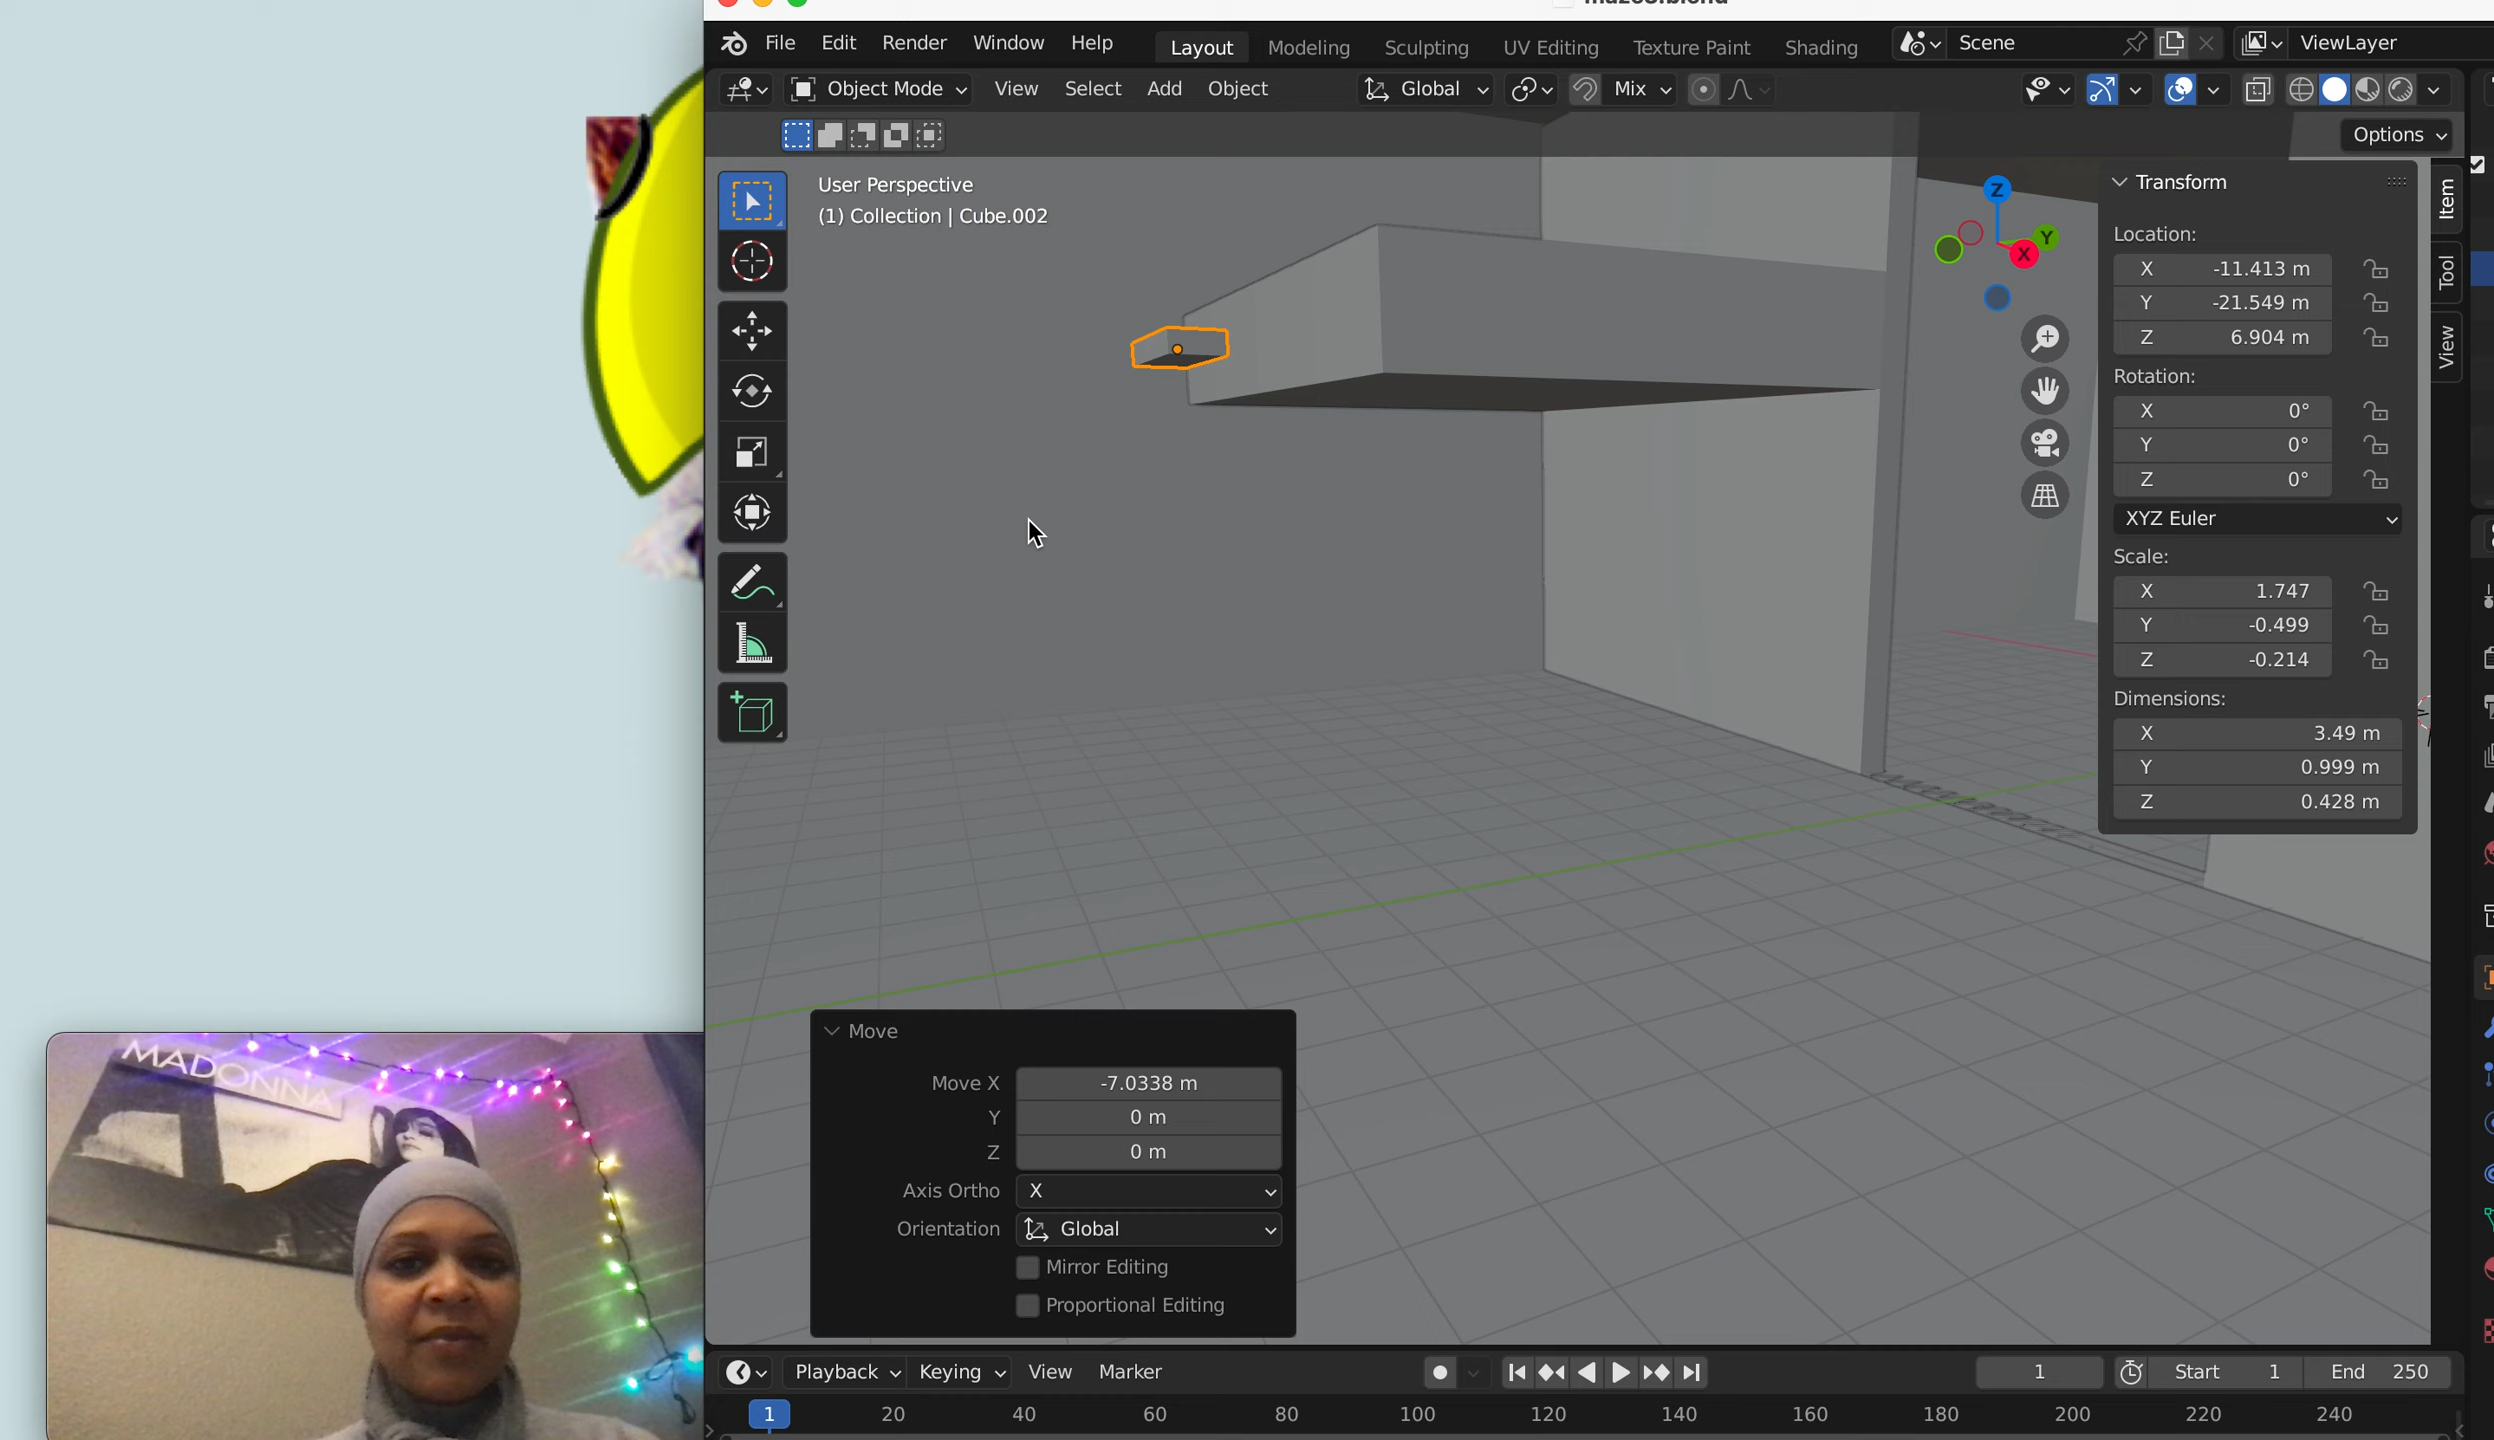 File Edit Render Window Help
Layout Modeling Sculpting UV Editing Texture Paint Shading
Scene
ViewLayer
Object Mode View Select Add Object
Global
Mix
Options
User Perspective
(1) Collection | Cube.002
Z
Y
X
Transform
Location:
X -11.413 m
Y -21.549 m
Z 6.904 m
Rotation:
X 0°
Y 0°
Z 0°
XYZ Euler
Scale:
X 1.747
Y -0.499
Z -0.214
Dimensions:
X 3.49 m
Y 0.999 m
Z 0.428 m
Item
Tool
View
Move
Move X -7.0338 m
Y 0 m
Z 0 m
Axis Ortho X
Orientation Global
Mirror Editing
Proportional Editing
MADONNA
Playback Keying View Marker
1
Start 1
End 250
1 20 40 60 80 100 120 140 160 180 200 220 240